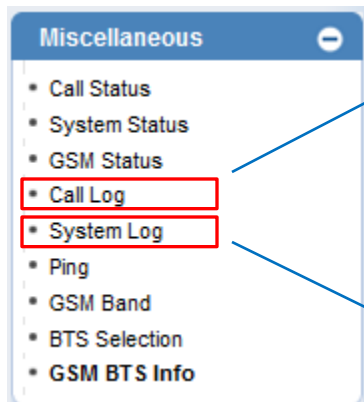 Miscellaneous
Call Status
System Status
GSM Status
Call Log
System Log
Ping
GSM Band
BTS Selection
GSM BTS Info